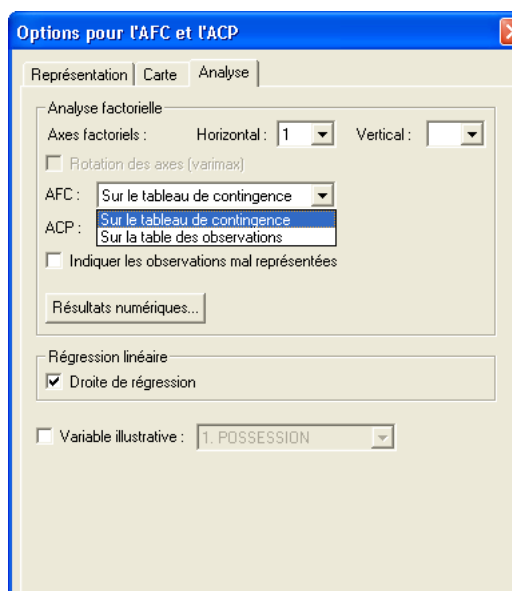 Options pour l'AFC et l'ACP
Représentation Carte Analyse
Analyse factorielle
Axes factoriels : Horizontal : 1 Vertical :
Rotation des axes (varimax)
AFC : Sur le tableau de contingence
Sur le tableau de contingence
ACP :
Sur la table des observations
Indiquer les observations mal représentées
Résultats numériques...
Régression linéaire
Droite de régression
Variable illustrative : 1. POSSESSION